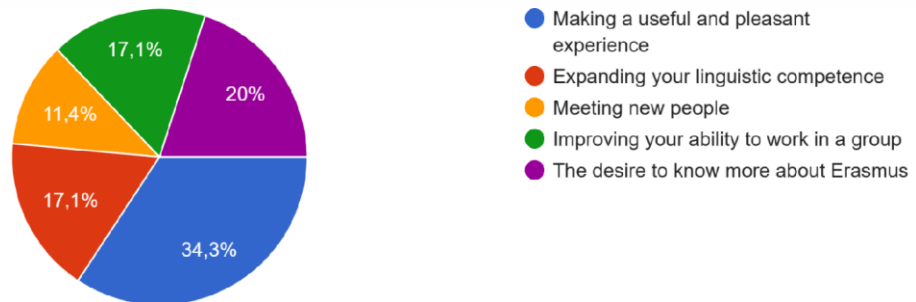 17,1%
20%
11,4%
17,1%
34,3%
Making a useful and pleasant
experience
Expanding your linguistic competence
Meeting new people
Improving your ability to work in a group
The desire to know more about Erasmus